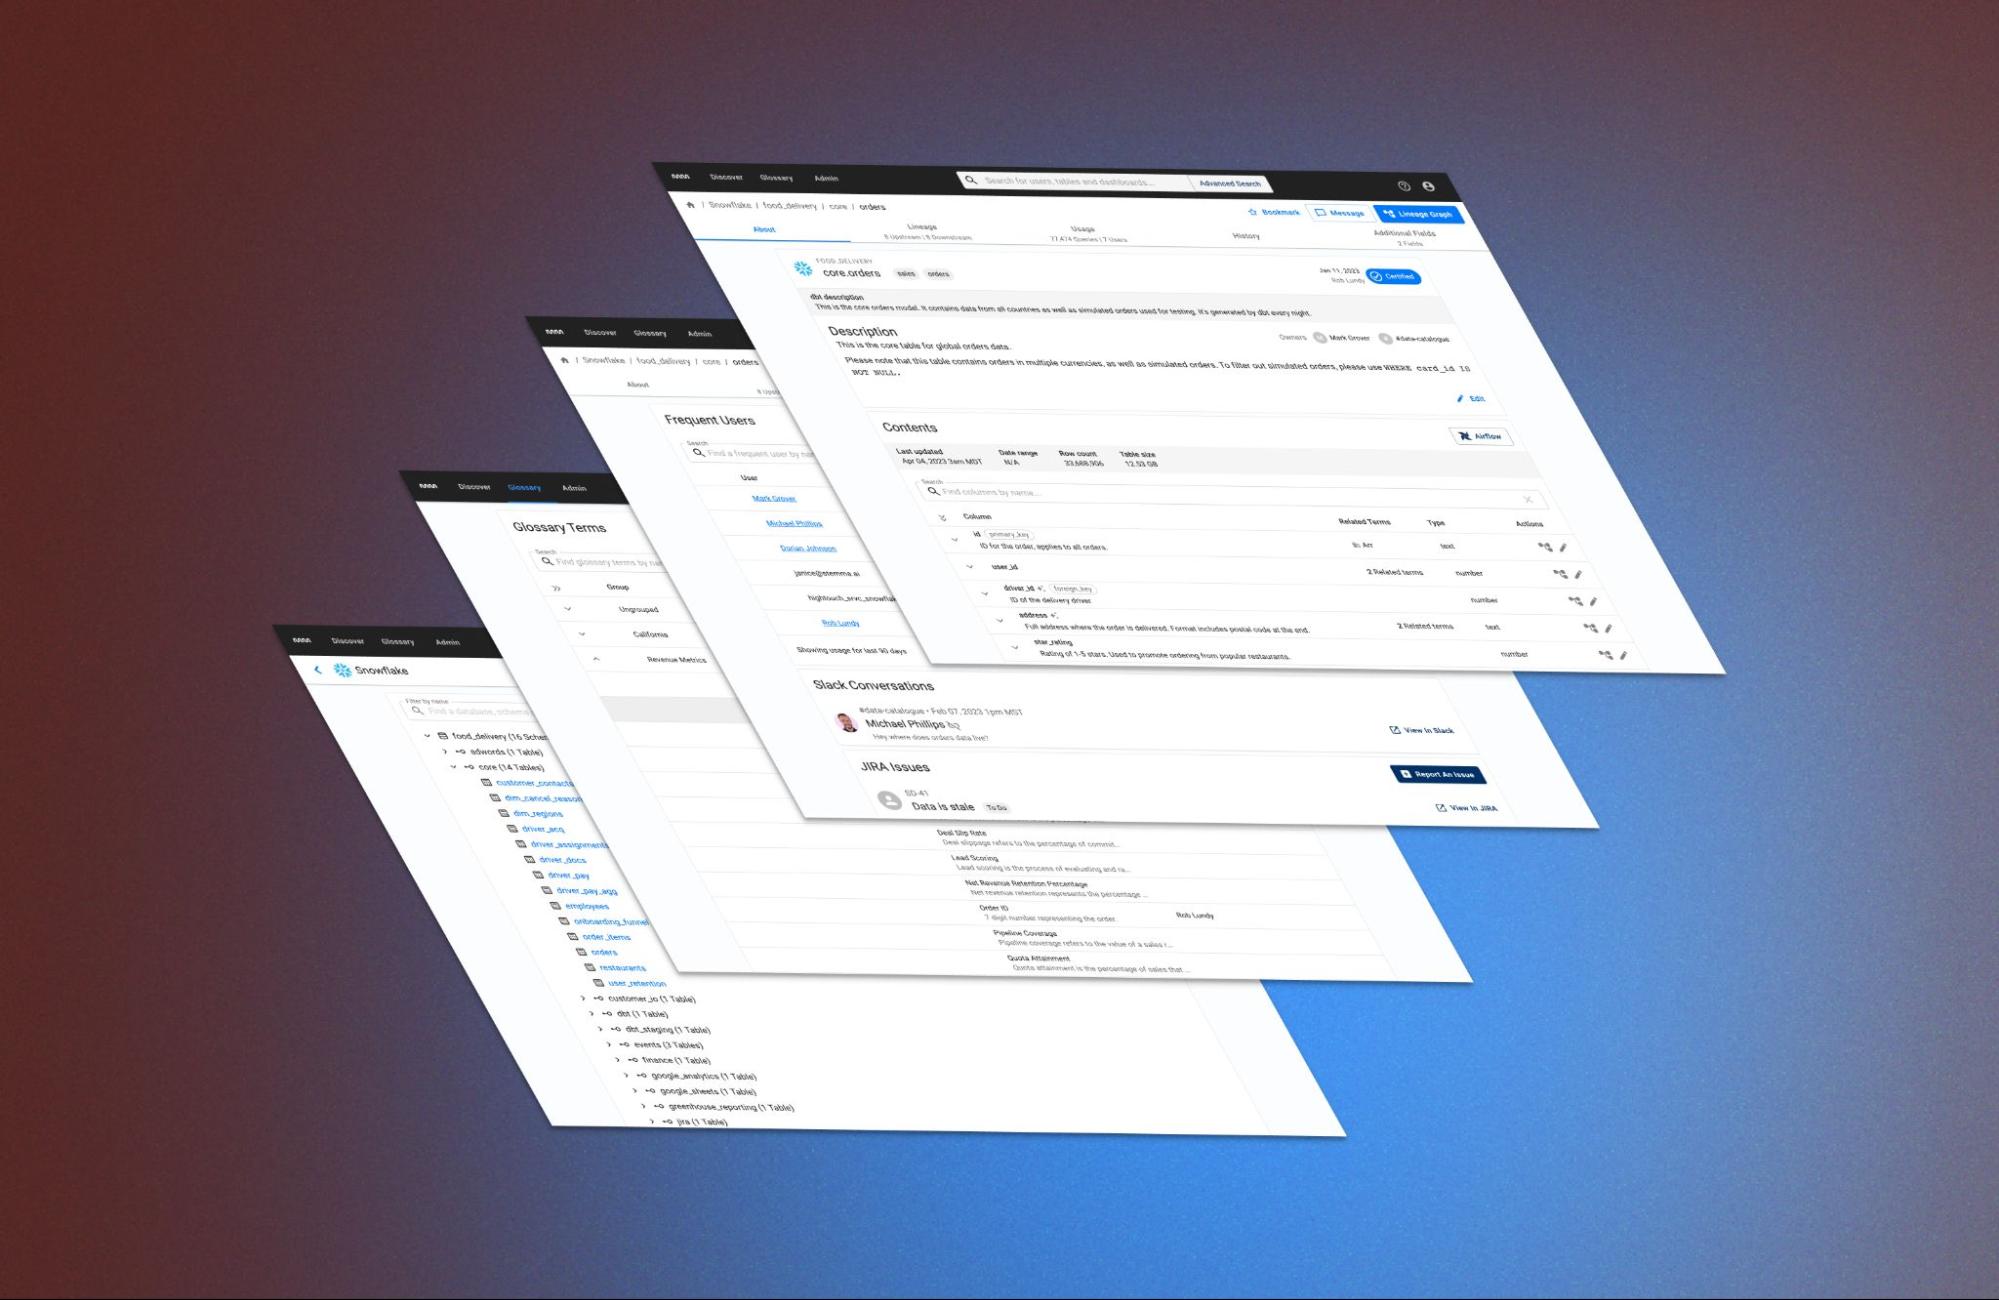 Discover Glossary Admin
Search for users, tables and dashboards...
Advanced Search
/ Snowflake / food_delivery / core / orders
Bookmark
Message
Lineage Graph
About
Lineage
8 Upstream | 8 Downstream
Usage
77,474 Queries | 7 Users
History
Additional Fields
2 Fields
FOOD_DELIVERY
core.orders
sales
orders
Jan 11, 2023
Rob Lundy
Certified
dbt description
This is the core orders model. It contains data from all countries as well as simulated orders used for testing. It's generated by dbt every night.
Description
This is the core table for global orders data.
Owners
Mark Grover
#data-catalogue
Please note that this table contains orders in multiple currencies, as well as simulated orders. To filter out simulated orders, please use WHERE card_id IS
NOT NULL.
Edit
Contents
Airflow
Last updated
Apr 04, 2023 3am MDT
Date range
N/A
Row count
33,688,906
Table size
12.53 GB
Search
Find columns by name...
Column
Related Terms
Type
Actions
id primary_key
ID for the order, applies to all orders.
Arr
text
user_id
2 Related terms
number
driver_id foreign_key
ID of the delivery driver
number
address
Full address where the order is delivered. Format includes postal code at the end.
2 Related terms
text
star_rating
Rating of 1-5 stars. Used to promote ordering from popular restaurants.
number
Discover Glossary Admin
/ Snowflake / food_delivery / core / orders
About
Frequent Users
Search
Find a frequent user by
User
Mark Grover
Michael Phillips
Dorian Johnson
janice@stemma.ai
hightouch_srvc_snowfla
Rob Lundy
Showing usage for last 90 days
Slack Conversations
#data-catalogue • Feb 07, 2023 1pm MST
Michael Phillips
Hey where does orders data live?
View In Slack
JIRA Issues
Report An Issue
SD-41
Data is stale
To Do
View In JIRA
Discover Glossary Admin
Glossary Terms
Search
Find glossary terms by
Group
Ungrouped
California
Revenue Metrics
Deal Slip Rate
Deal slippage refers to the percentage of commit...
Lead Scoring
Lead scoring is the process of evaluating and ra...
Net Revenue Retention Percentage
Net revenue retention represents the percentage ...
Order ID
7 digit number representing the order
Rob Lundy
Pipeline Coverage
Pipeline coverage refers to the value of a sales r...
Quota Attainment
Quota attainment is the percentage of sales that ...
Discover Glossary Admin
Snowflake
Filter by name
Find a database, schema
food_delivery (16 Schem
adwords (1 Table)
core (14 Tables)
customer_contacts
dim_cancel_reason
dim_regions
driver_acq
driver_assignments
driver_docs
driver_pay
driver_pay_agg
employees
onboarding_funnel
order_items
orders
restaurants
user_retention
customer_io (1 Table)
dbt (1 Table)
dbt_staging (1 Table)
events (3 Tables)
finance (1 Table)
google_analytics (1 Table)
google_sheets (1 Table)
greenhouse_reporting (1 Table)
jira (1 Table)